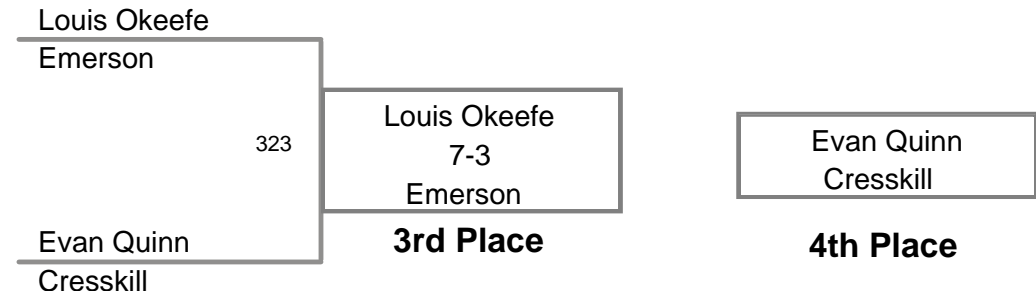 Louis Okeefe
Emerson
323
Evan Quinn
Cresskill
Louis Okeefe
7-3
Emerson
3rd Place
Evan Quinn
Cresskill
4th Place